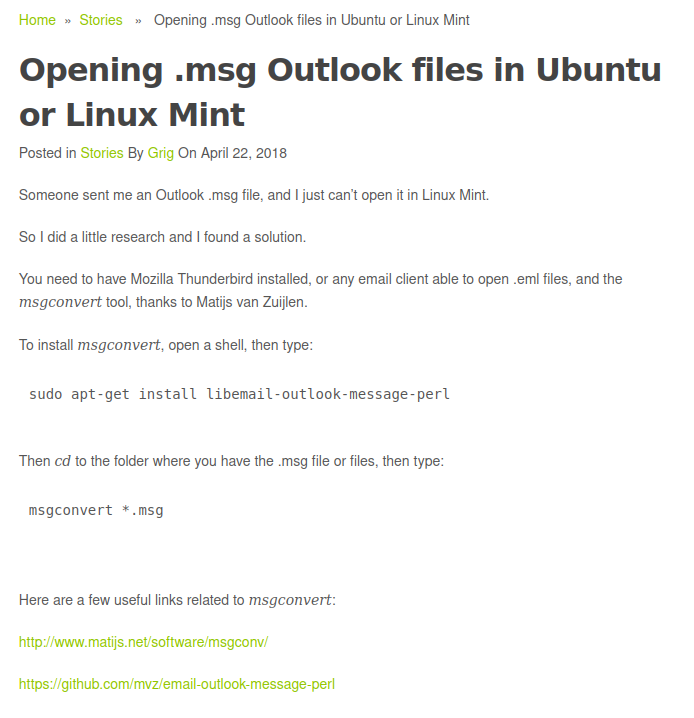 Home » Stories » Opening .msg Outlook files in Ubuntu or Linux Mint
Opening .msg Outlook files in Ubuntu
or Linux Mint
Posted in Stories By Grig On April 22, 2018
Someone sent me an Outlook .msg file, and I just can't open it in Linux Mint.
So I did a little research and I found a solution.
You need to have Mozilla Thunderbird installed, or any email client able to open .eml files, and the
msgconvert tool, thanks to Matijs van Zuijlen.
To install msgconvert, open a shell, then type:
sudo apt-get install libemail-outlook-message-perl
Then cd to the folder where you have the .msg file or files, then type:
msgconvert *.msg
Here are a few useful links related to msgconvert:
http://www.matijs.net/software/msgconv/
https://github.com/mvz/email-outlook-message-perl